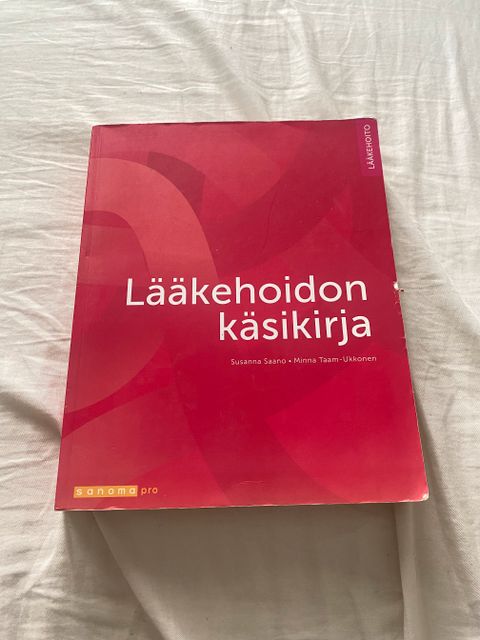 LÄÄKEHOITO
Lääkehoidon
käsikirja
Susanna Saano • Minna Taam-Ukkonen
sanoma pro